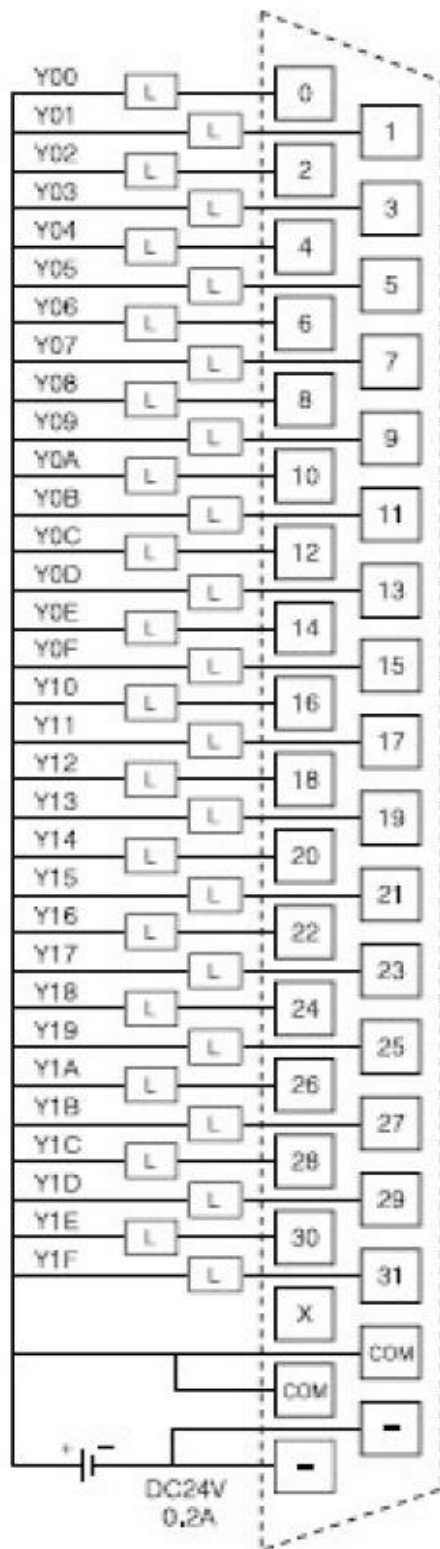 Y00 L 0
Y01 L 1
Y02 L 2
Y03 L 3
Y04 L 4
Y05 L 5
Y06 L 6
Y07 L 7
Y08 L 8
Y09 L 9
Y0A L 10
Y0B L 11
Y0C L 12
Y0D L 13
Y0E L 14
Y0F L 15
Y10 L 16
Y11 L 17
Y12 L 18
Y13 L 19
Y14 L 20
Y15 L 21
Y16 L 22
Y17 L 23
Y18 L 24
Y19 L 25
Y1A L 26
Y1B L 27
Y1C L 28
Y1D L 29
Y1E L 30
Y1F L 31
X
COM
COM
-
+ - -
DC24V
0.2A